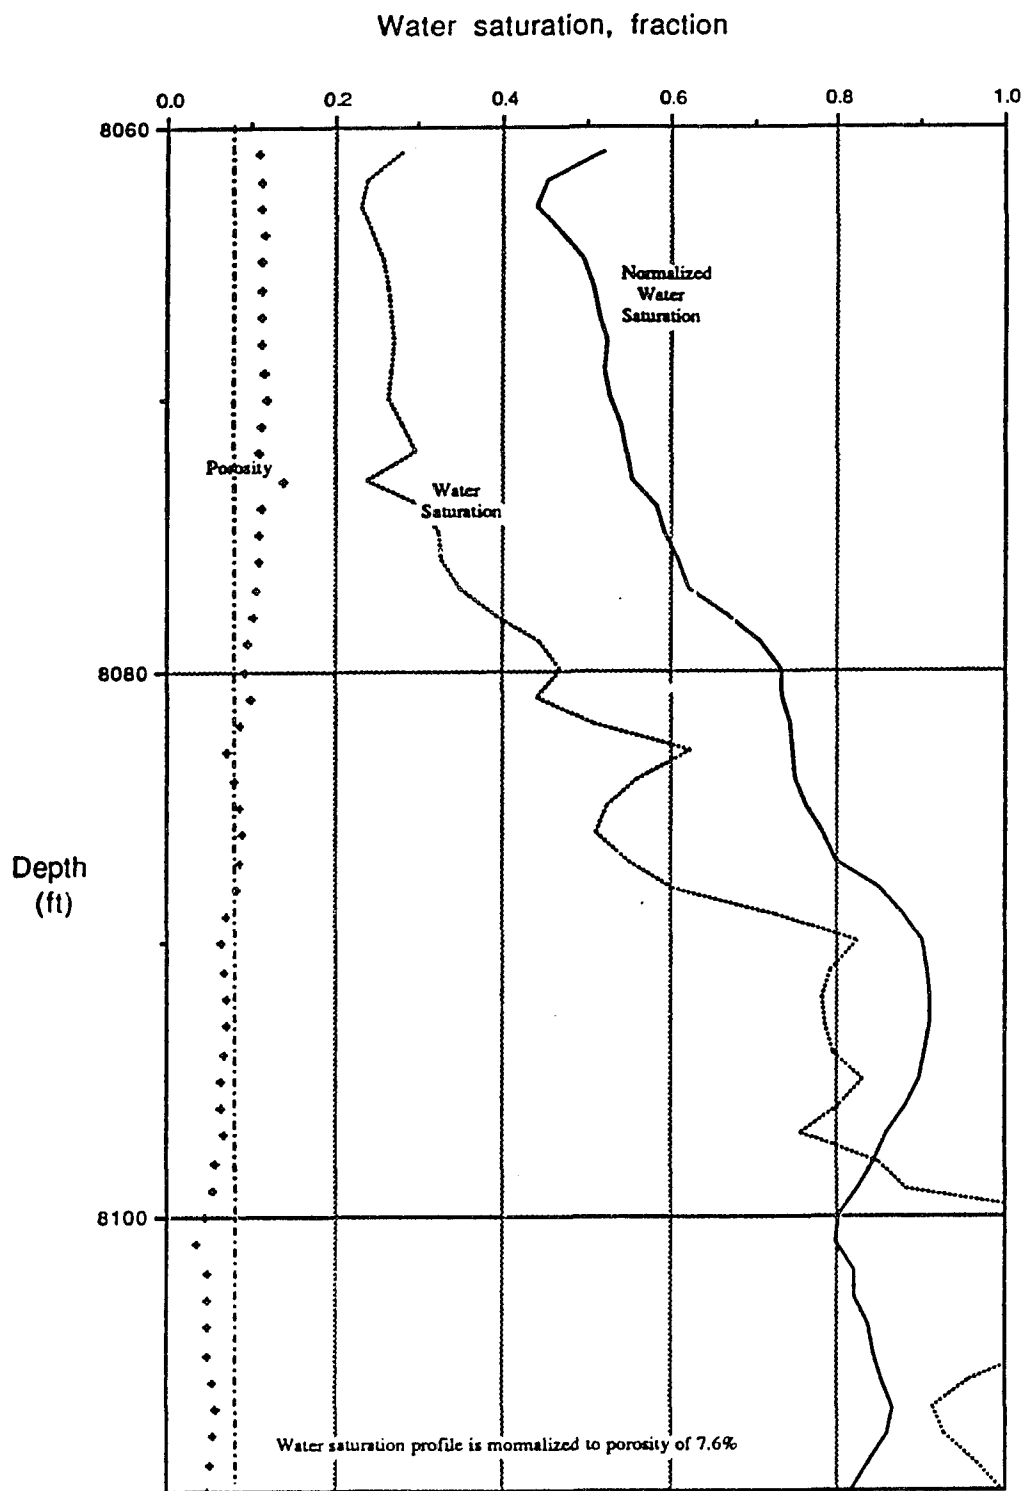 Water saturation, fraction
0.0 0.2 0.4 0.6 0.8 1.0
8060
Normalized
Water
Saturation
Porosity
Water
Saturation
8080
Depth
(ft)
8100
Water saturation profile is mormalized to porosity of 7.6%